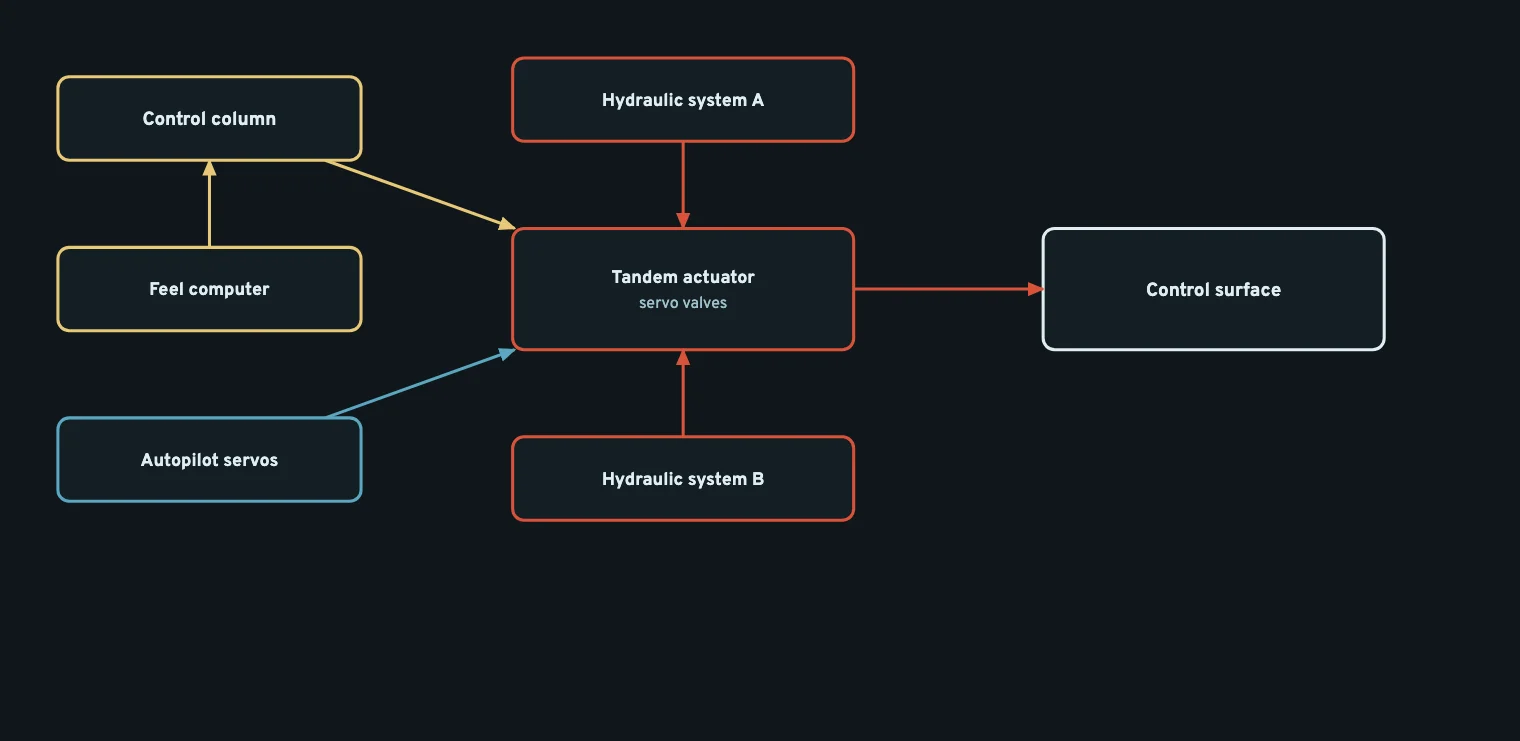 Control column
Hydraulic system A
Feel computer
Tandem actuator
servo valves
Control surface
Autopilot servos
Hydraulic system B